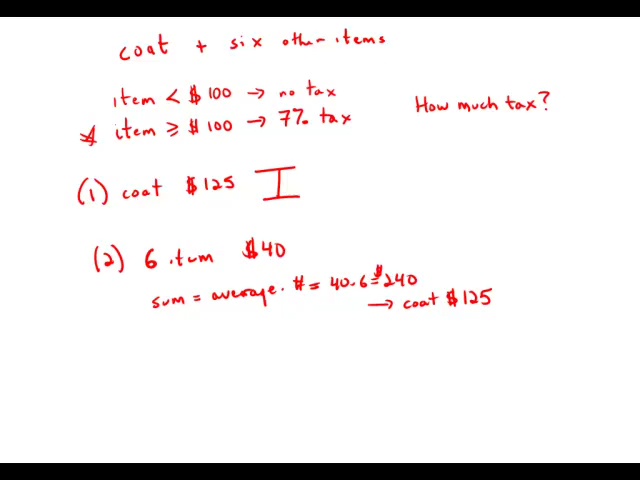 coat + six other items
item < $100 → no tax
item ≥ $100 → 7% tax
How much tax?
(1) coat $125 I
(2) 6 item $40
sum = average · # = 40·6 = $240
→ coat $125